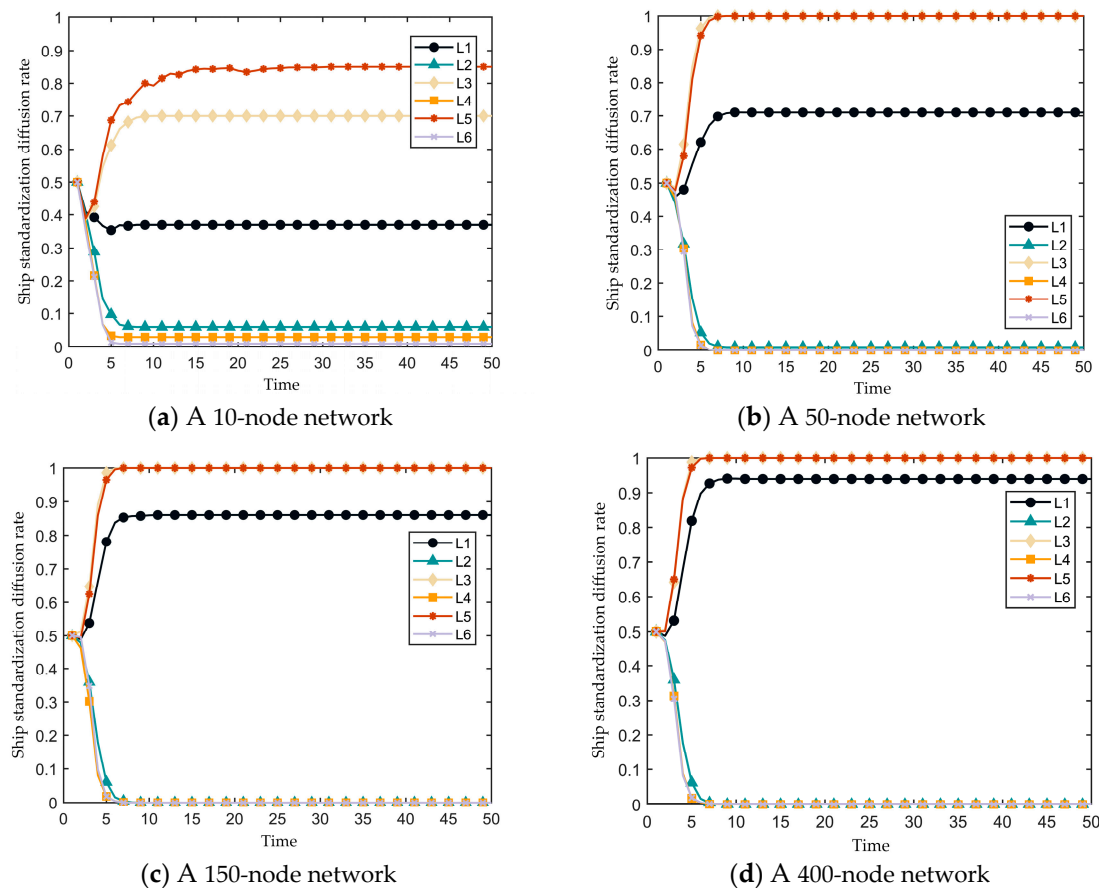 Ship standardization diffusion rate
1
0.9
0.8
0.7
0.6
0.5
0.4
0.3
0.2
0.1
0
L1
L2
L3
L4
L5
L6
0 5 10 15 20 25 30 35 40 45 50
Time
(a) A 10-node network
Ship standardization diffusion rate
1
0.9
0.8
0.7
0.6
0.5
0.4
0.3
0.2
0.1
0
L1
L2
L3
L4
L5
L6
0 5 10 15 20 25 30 35 40 45 50
Time
(b) A 50-node network
Ship standardization diffusion rate
1
0.9
0.8
0.7
0.6
0.5
0.4
0.3
0.2
0.1
0
L1
L2
L3
L4
L5
L6
0 5 10 15 20 25 30 35 40 45 50
Time
(c) A 150-node network
Ship standardization diffusion rate
1
0.9
0.8
0.7
0.6
0.5
0.4
0.3
0.2
0.1
0
L1
L2
L3
L4
L5
L6
0 5 10 15 20 25 30 35 40 45 50
Time
(d) A 400-node network